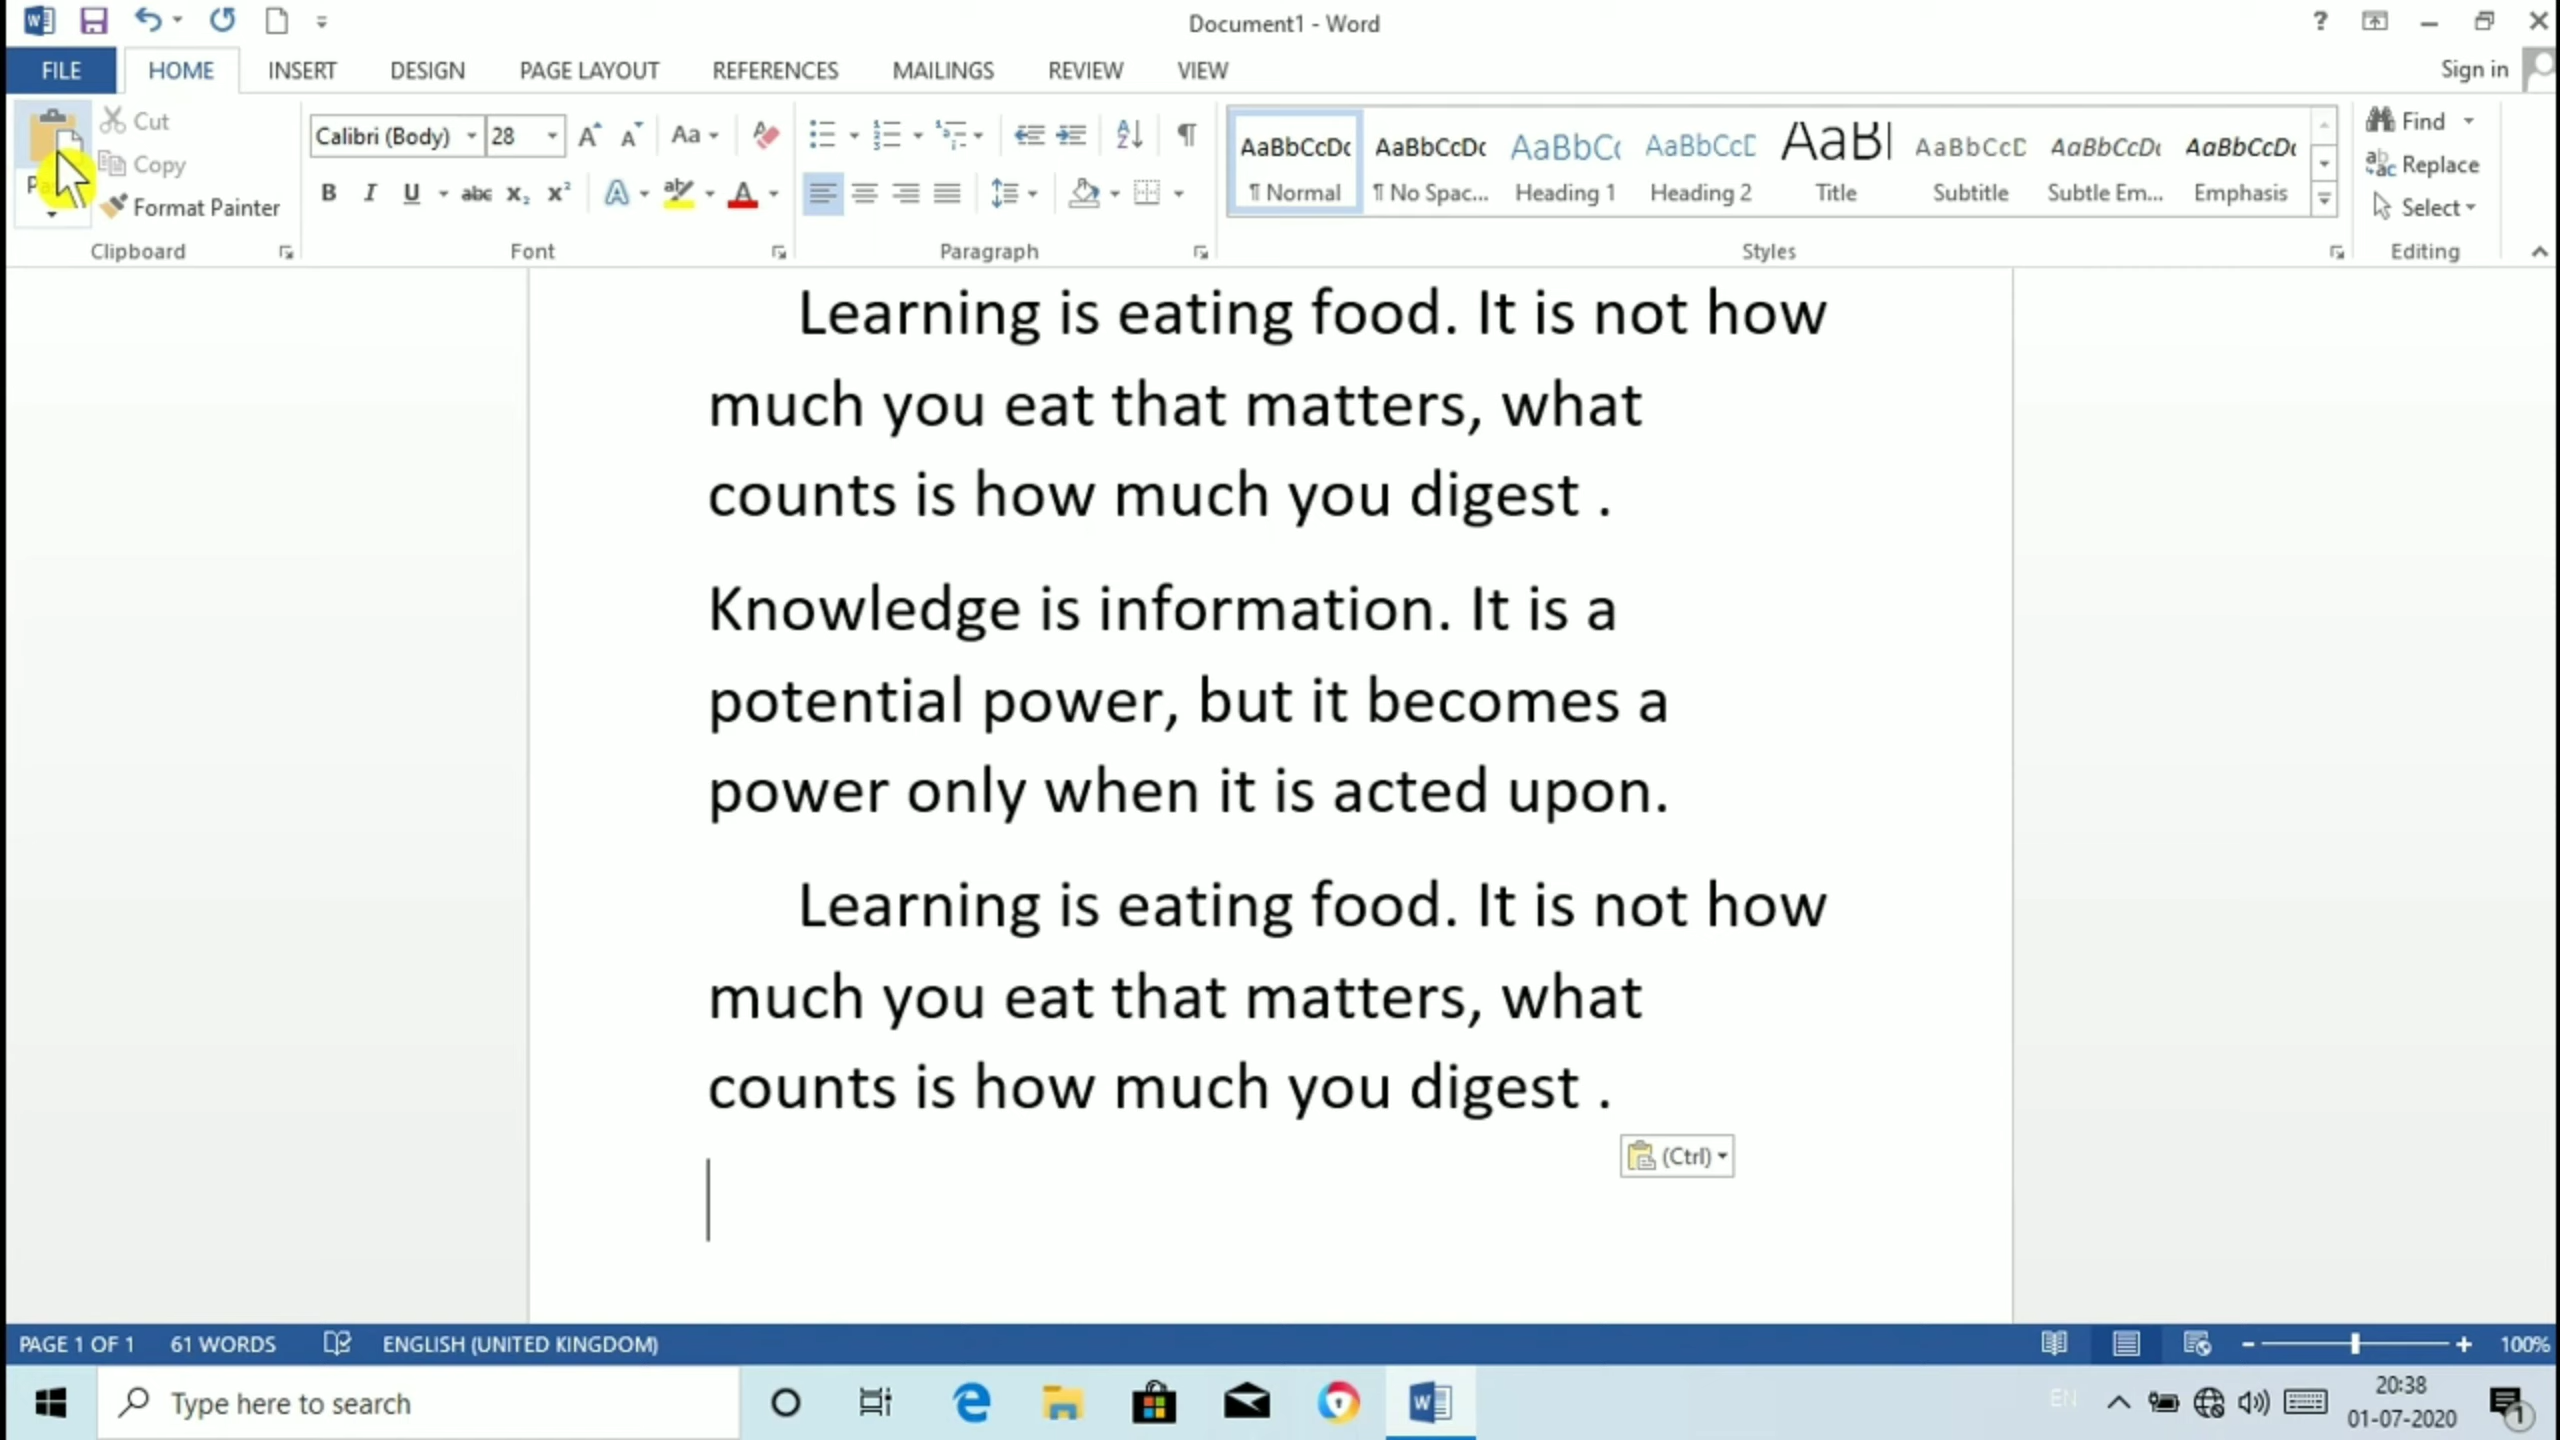 Document1 - Word
FILE HOME INSERT DESIGN PAGE LAYOUT REFERENCES MAILINGS REVIEW VIEW Sign in
Cut
Copy
Format Painter
Clipboard
Calibri (Body) 28
Font
Paragraph
AaBbCcDc AaBbCcDc AaBbC AaBbCcD AaB AaBbCcD AaBbCcDc AaBbCcDc
¶ Normal ¶ No Spac... Heading 1 Heading 2 Title Subtitle Subtle Em... Emphasis
Styles
Find
Replace
Select
Editing
Learning is eating food. It is not how
much you eat that matters, what
counts is how much you digest .
Knowledge is information. It is a
potential power, but it becomes a
power only when it is acted upon.
Learning is eating food. It is not how
much you eat that matters, what
counts is how much you digest .
(Ctrl)
PAGE 1 OF 1 61 WORDS ENGLISH (UNITED KINGDOM) 100%
Type here to search
EN
20:38
01-07-2020
1